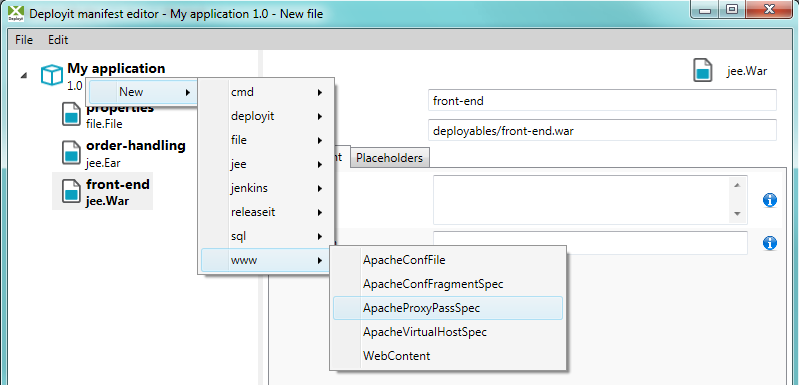 Deployit manifest editor - My application 1.0 - New file
File Edit
My application
1.0
New
properties
file.File
order-handling
jee.Ear
front-end
jee.War
cmd
deployit
file
jee
jenkins
releaseit
sql
www
ApacheConfFile
ApacheConfFragmentSpec
ApacheProxyPassSpec
ApacheVirtualHostSpec
WebContent
jee.War
front-end
deployables/front-end.war
Placeholders